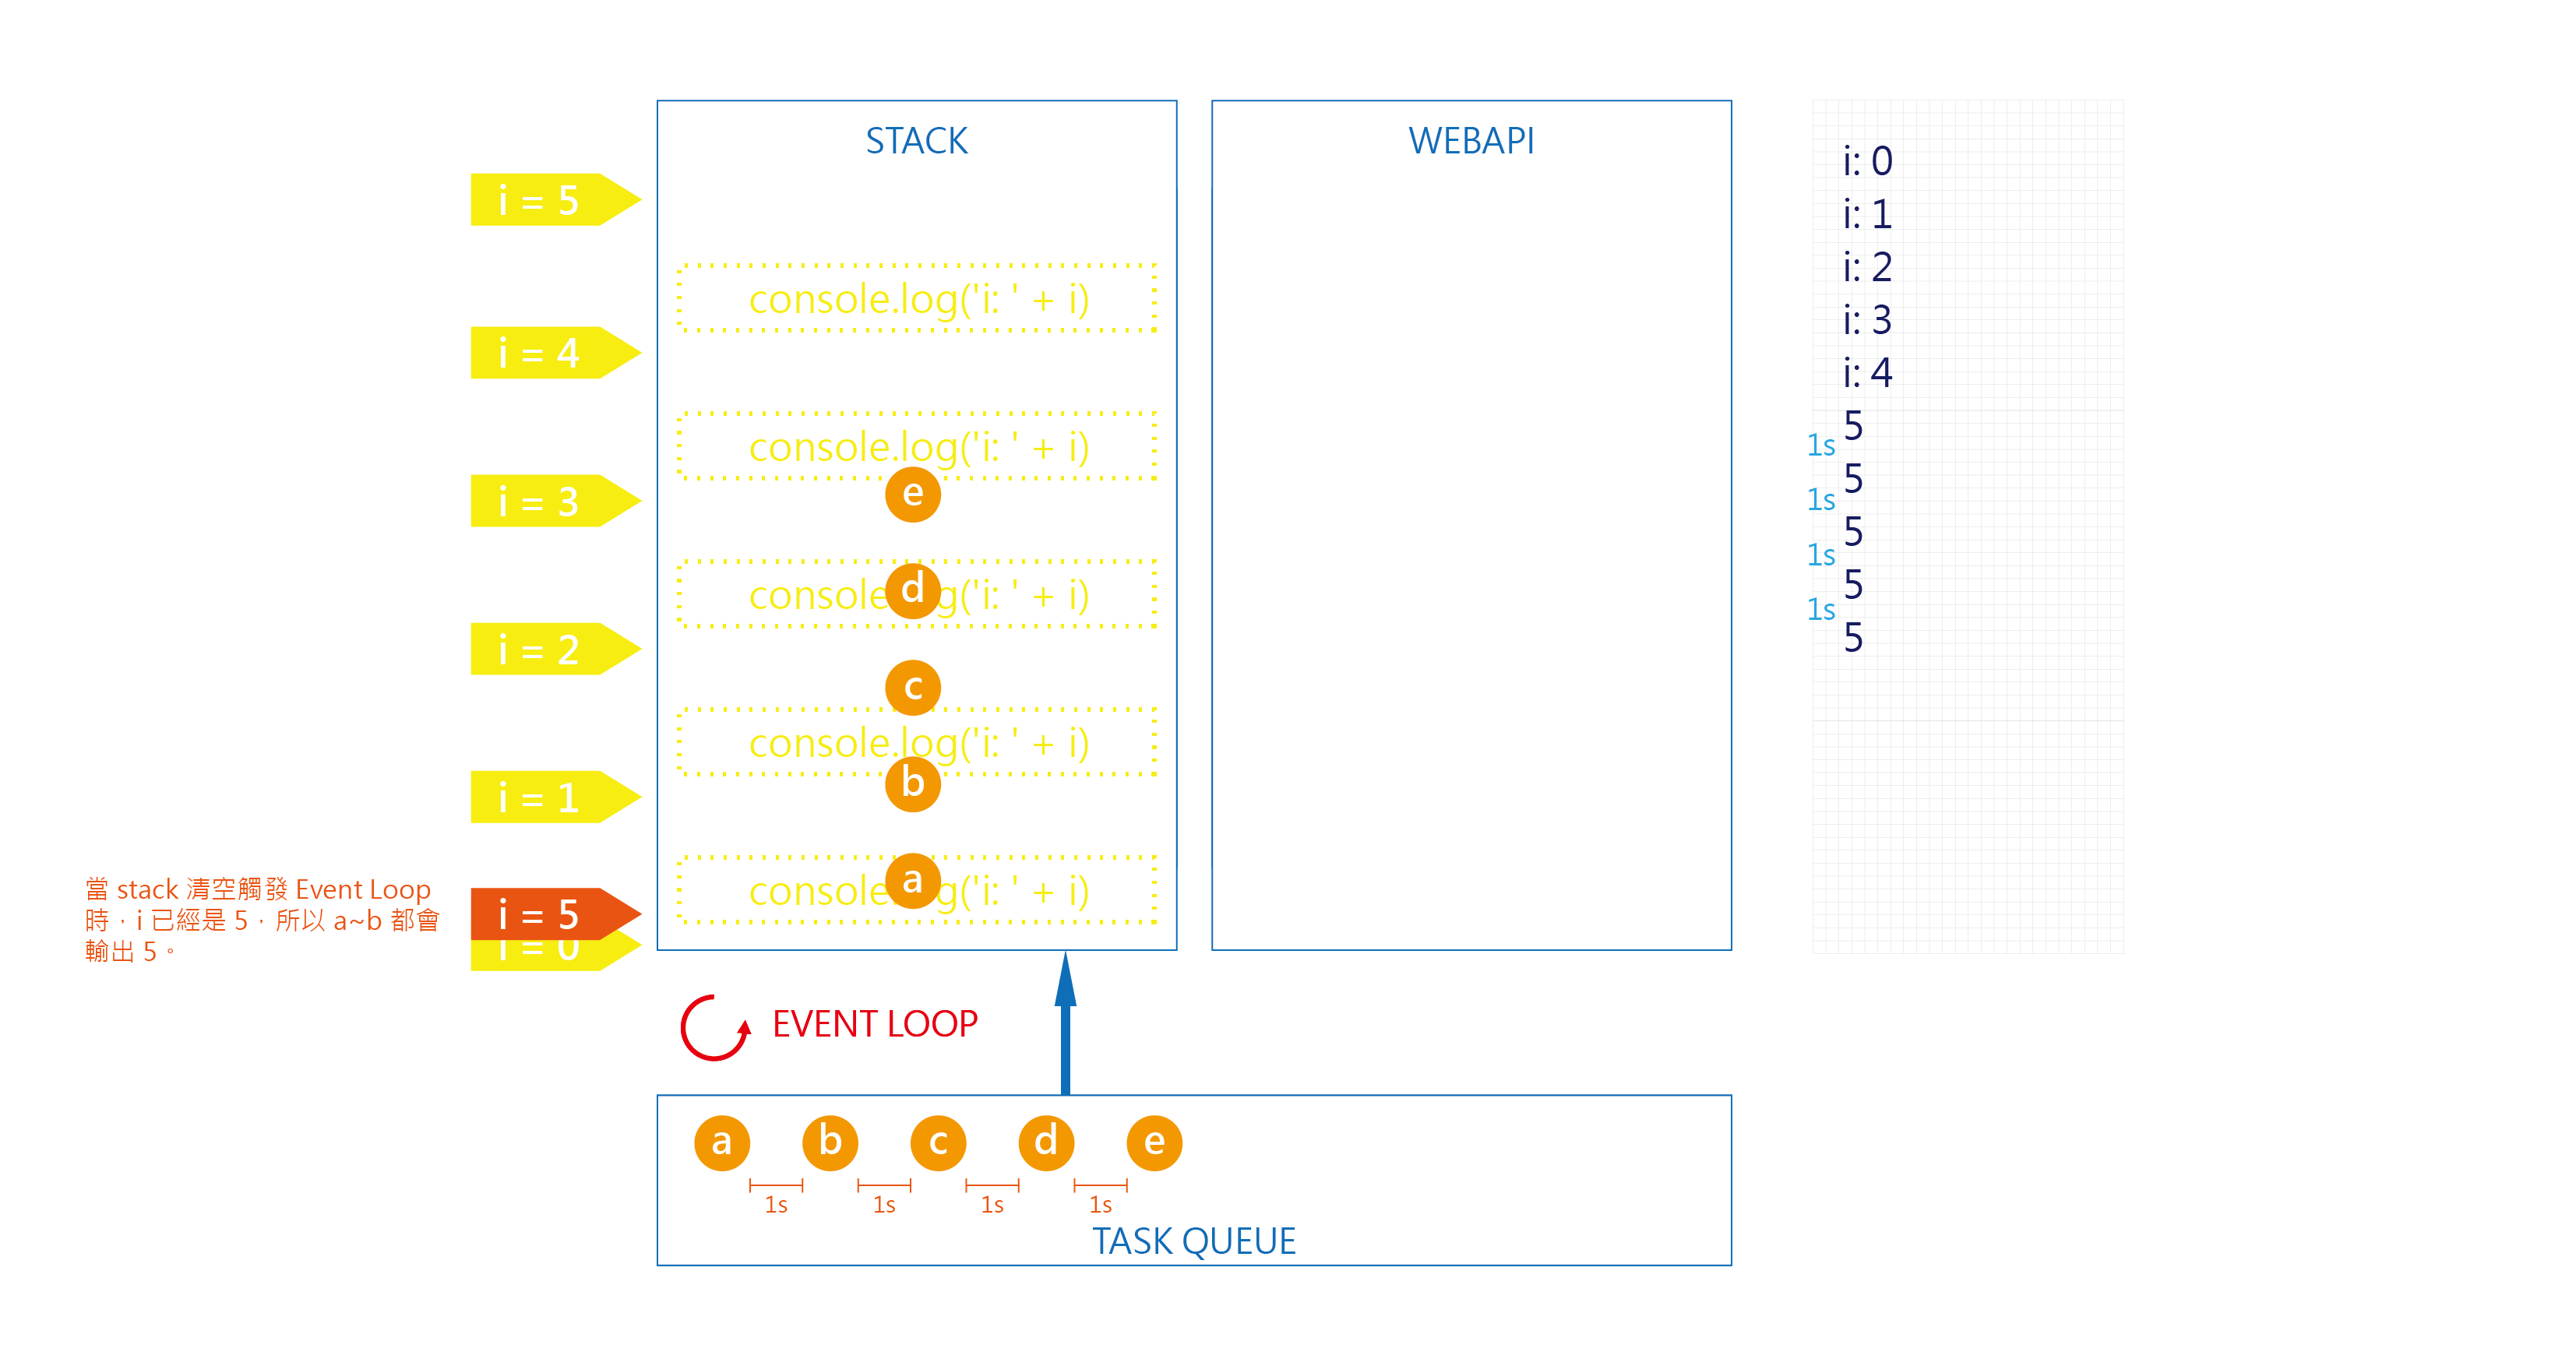 STACK
WEBAPI
i = 5
console.log('i: ' + i)
i = 4
console.log('i: ' + i)
e
i = 3
d
console.log('i: ' + i)
i = 2
c
console.log('i: ' + i)
b
i = 1
a
console.log('i: ' + i)
當 stack 清空觸發 Event Loop
時，i 已經是 5，所以 a~b 都會
輸出 5。
i = 5
i = 0
EVENT LOOP
a
b
c
d
e
1s
1s
1s
1s
TASK QUEUE
i: 0
i: 1
i: 2
i: 3
i: 4
5
1s
5
1s
5
1s
5
1s
5